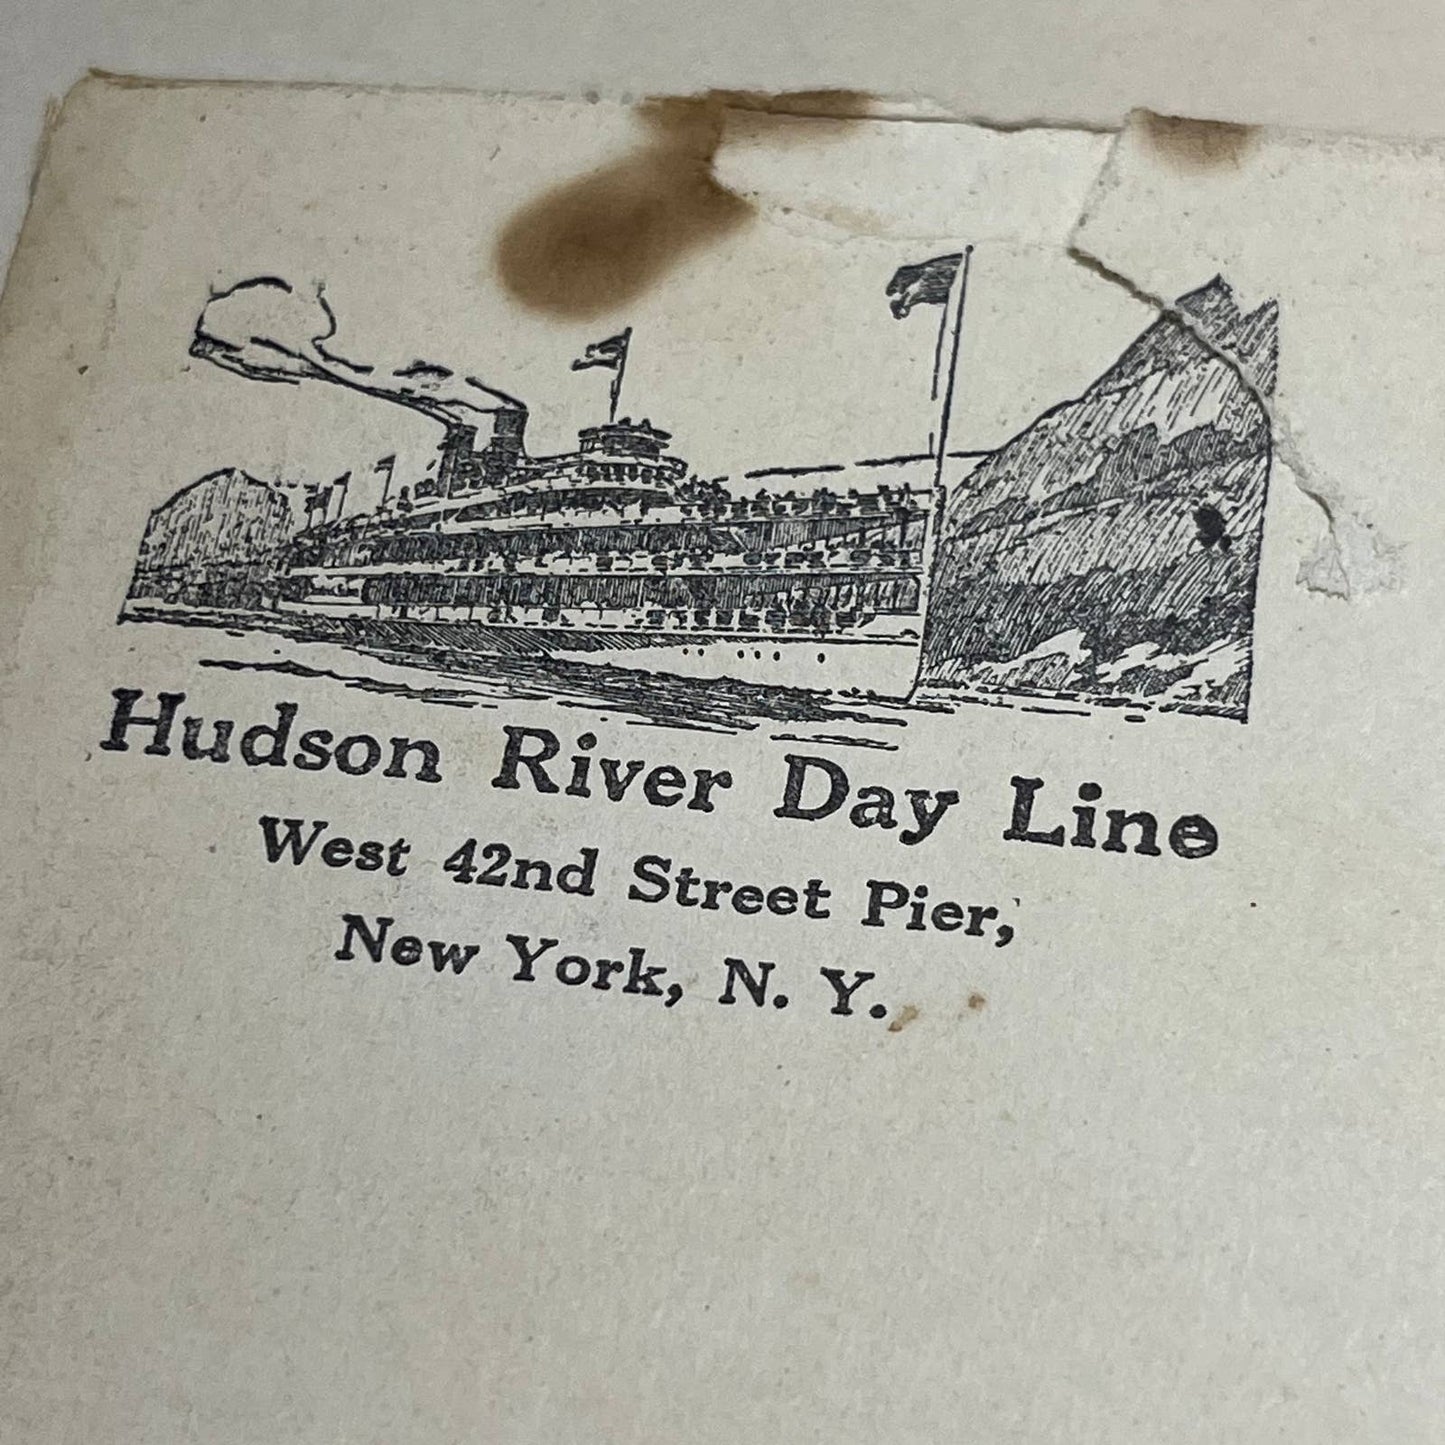 Hudson River Day Line
West 42nd Street Pier,
New York, N. Y.